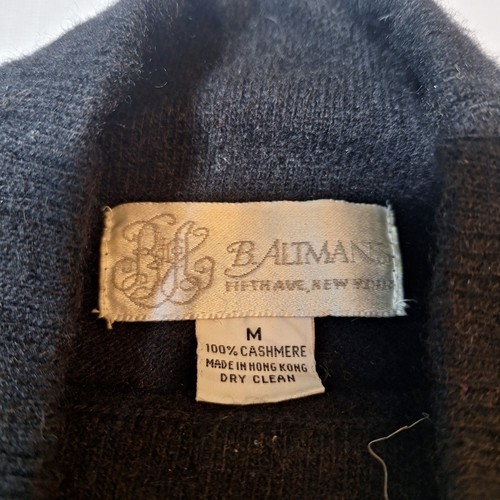 B. ALTMAN'S
FIFTH AVE., NEW YORK
M
100% CASHMERE
MADE IN HONG KONG
DRY CLEAN